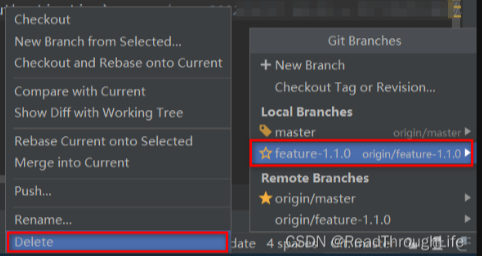 Checkout
New Branch from Selected...
Checkout and Rebase onto Current
Compare with Current
Show Diff with Working Tree
Rebase Current onto Selected
Merge into Current
Push...
Rename...
Delete
Git Branches
+ New Branch
Checkout Tag or Revision...
Local Branches
master origin/master
feature-1.1.0 origin/feature-1.1.0
Remote Branches
origin/master
origin/feature-1.1.0
date 4 spaces master
CSDN @ReadThroughLife